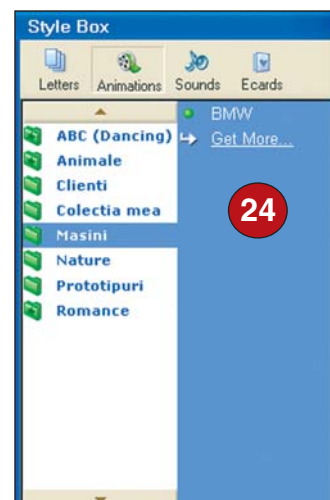 Style Box
Letters Animations Sounds Ecards
ABC (Dancing)
Animale
Clienti
Colectia mea
Masini
Nature
Prototipuri
Romance
BMW
Get More...
24